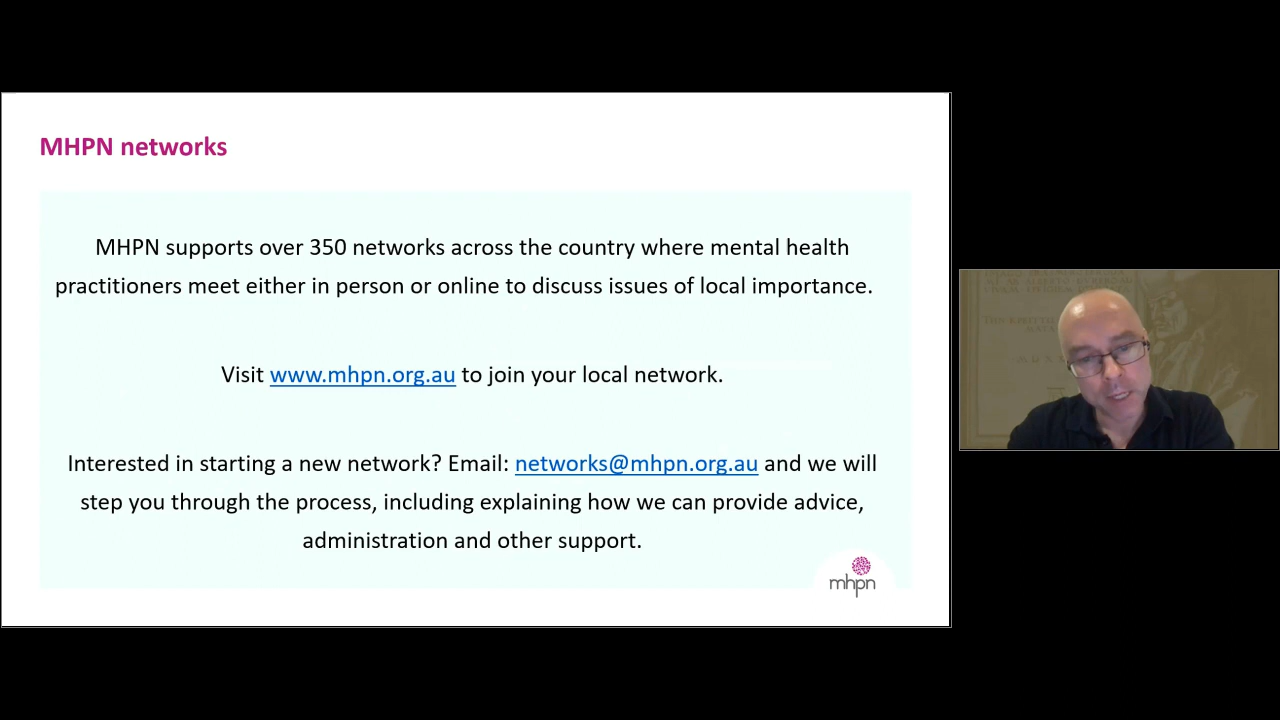 MHPN networks
MHPN supports over 350 networks across the country where mental health
practitioners meet either in person or online to discuss issues of local importance.
Visit www.mhpn.org.au to join your local network.
Interested in starting a new network? Email: networks@mhpn.org.au and we will
step you through the process, including explaining how we can provide advice,
administration and other support.
mhpn